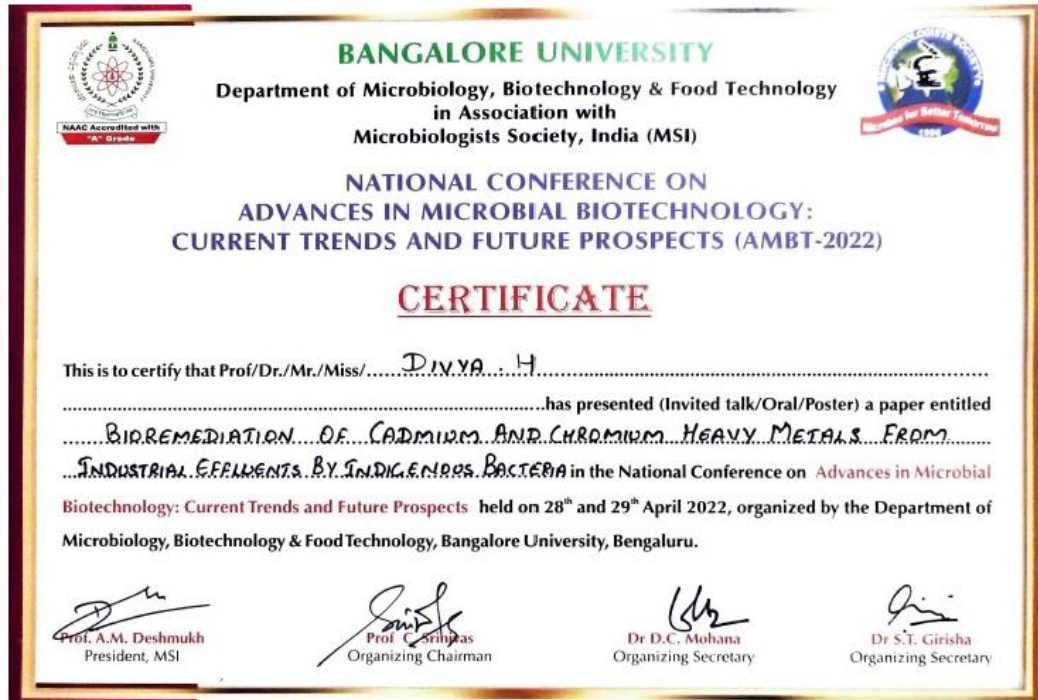 BANGALORE UNIVERSITY
Department of Microbiology, Biotechnology & Food Technology
in Association with
Microbiologists Society, India (MSI)
NAAC Accredited with
"A" Grade
Microbes for Better Tomorrow
1996
NATIONAL CONFERENCE ON
ADVANCES IN MICROBIAL BIOTECHNOLOGY:
CURRENT TRENDS AND FUTURE PROSPECTS (AMBT-2022)
CERTIFICATE
This is to certify that Prof/Dr./Mr./Miss/..... DIVYA . H
has presented (Invited talk/Oral/Poster) a paper entitled
BIOREMEDIATION OF CADMIUM AND CHROMIUM HEAVY METALS FROM
INDUSTRIAL EFFLUENTS BY INDIGENOUS BACTERIA in the National Conference on Advances in Microbial
Biotechnology: Current Trends and Future Prospects held on 28th and 29th April 2022, organized by the Department of
Microbiology, Biotechnology & Food Technology, Bangalore University, Bengaluru.
Prof. A.M. Deshmukh
President, MSI
Prof C. Srinivas
Organizing Chairman
Dr D.C. Mohana
Organizing Secretary
Dr S.T. Girisha
Organizing Secretary